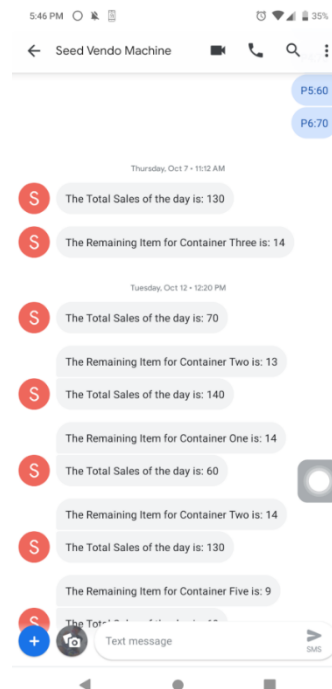 5:46 PM
35%
Seed Vendo Machine
P5:60
P6:70
Thursday, Oct 7 • 11:12 AM
S
The Total Sales of the day is: 130
S
The Remaining Item for Container Three is: 14
Tuesday, Oct 12 • 12:20 PM
S
The Total Sales of the day is: 70
The Remaining Item for Container Two is: 13
S
The Total Sales of the day is: 140
The Remaining Item for Container One is: 14
S
The Total Sales of the day is: 60
The Remaining Item for Container Two is: 14
S
The Total Sales of the day is: 130
The Remaining Item for Container Five is: 9
S
The
Text message
SMS